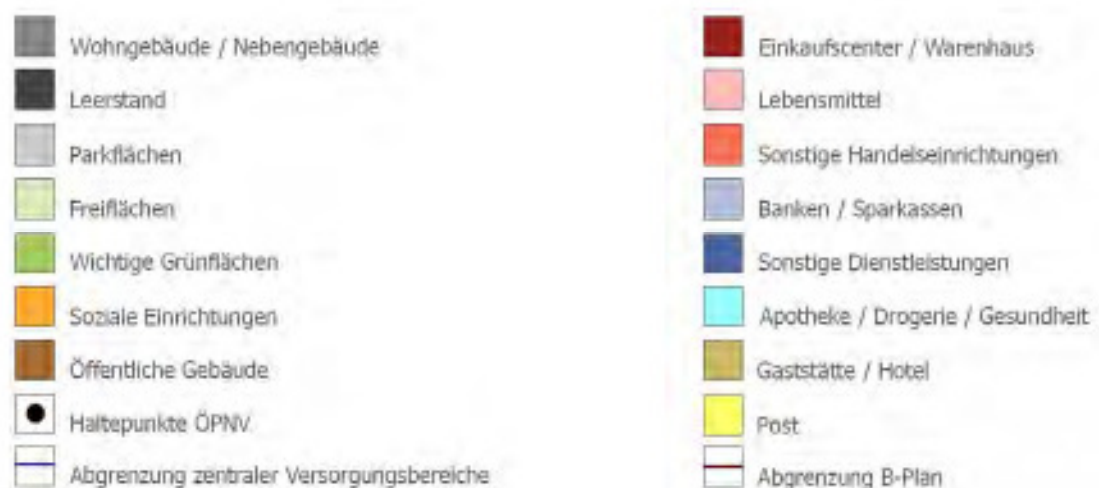 Wohngebäude / Nebengebäude
Leerstand
Parkflächen
Freiflächen
Wichtige Grünflächen
Soziale Einrichtungen
Öffentliche Gebäude
Haltepunkte ÖPNV
Abgrenzung zentraler Versorgungsbereiche
Einkaufscenter / Warenhaus
Lebensmittel
Sonstige Handelseinrichtungen
Banken / Sparkassen
Sonstige Dienstleistungen
Apotheke / Drogerie / Gesundheit
Gaststätte / Hotel
Post
Abgrenzung B-Plan